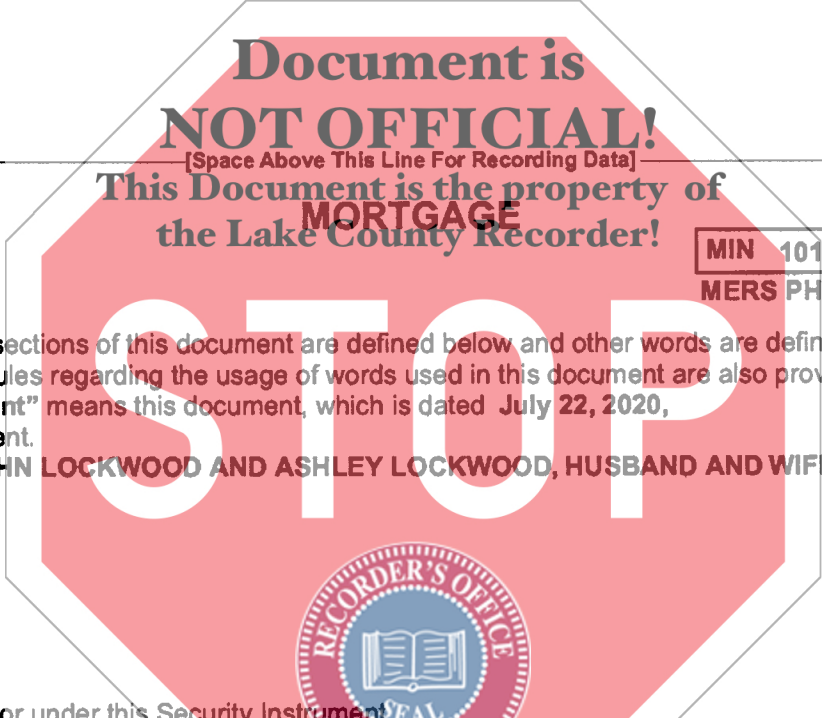 Document is
NOT OFFICIAL!
[Space Above This Line For Recording Data]
This Document is the property of
MORTGAGE
the Lake County Recorder!
MIN 101
MERS PH
STOP
sections of this document are defined below and other words are defin
ules regarding the usage of words used in this document are also prov
nt” means this document, which is dated July 22, 2020,
ent.
HN LOCKWOOD AND ASHLEY LOCKWOOD, HUSBAND AND WIF
RECORDER'S OFFICE
SEAL
or under this Security Instrument